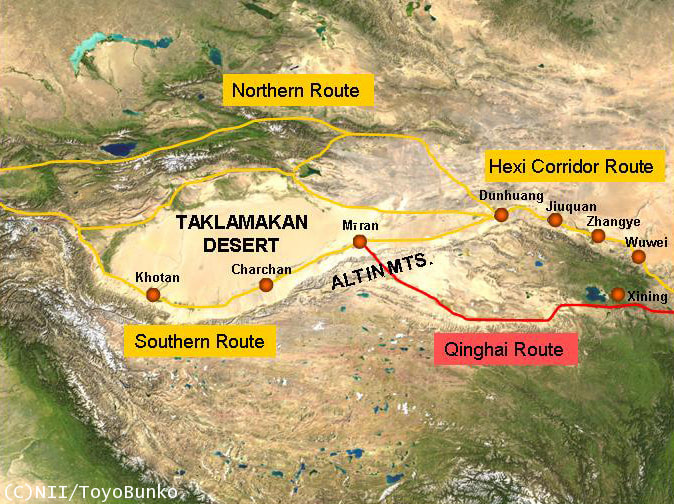 Northern Route
Hexi Corridor Route
Dunhuang
Jiuquan
Zhangye
Wuwei
TAKLAMAKAN
DESERT
Miran
ALTIN MTS.
Khotan
Charchan
Xining
Southern Route
Qinghai Route
(C)NII/ToyoBunko